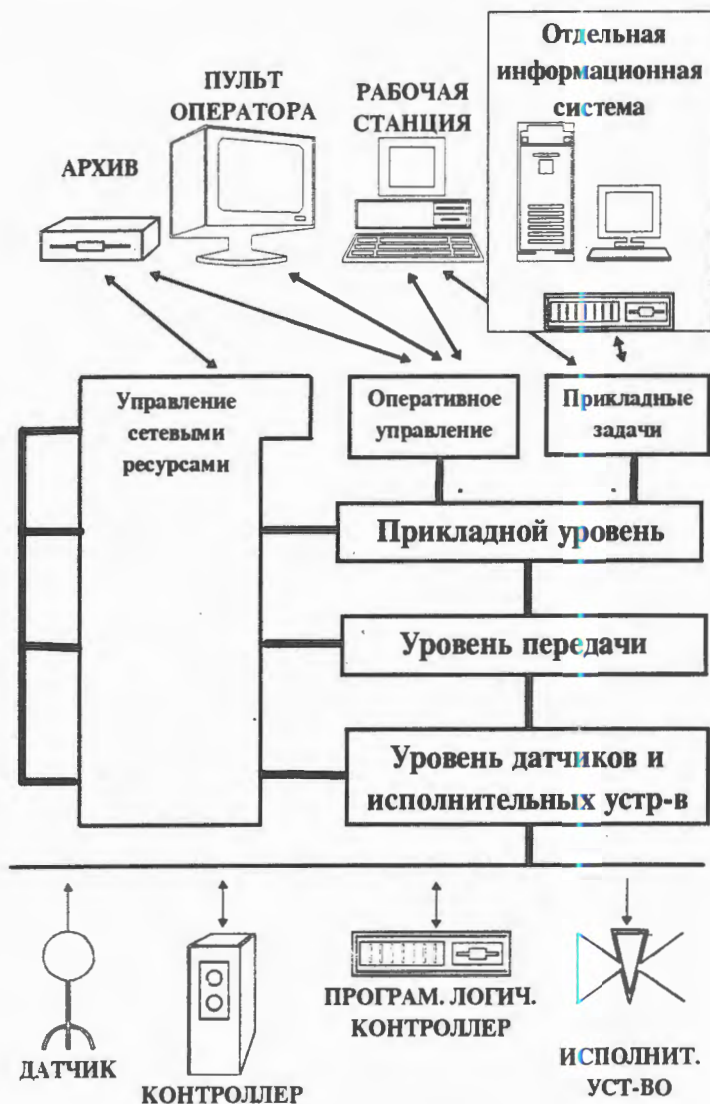 Отдельная
информационная
система
ПУЛЬТ
ОПЕРАТОРА
РАБОЧАЯ
СТАНЦИЯ
АРХИВ
Управление
сетевыми
ресурсами
Оперативное
управление
Прикладные
задачи
Прикладной уровень
Уровень передачи
Уровень датчиков и
исполнительных устр-в
ДАТЧИК
КОНТРОЛЛЕР
ПРОГРАМ. ЛОГИЧ.
КОНТРОЛЛЕР
ИСПОЛНИТ.
УСТ-ВО